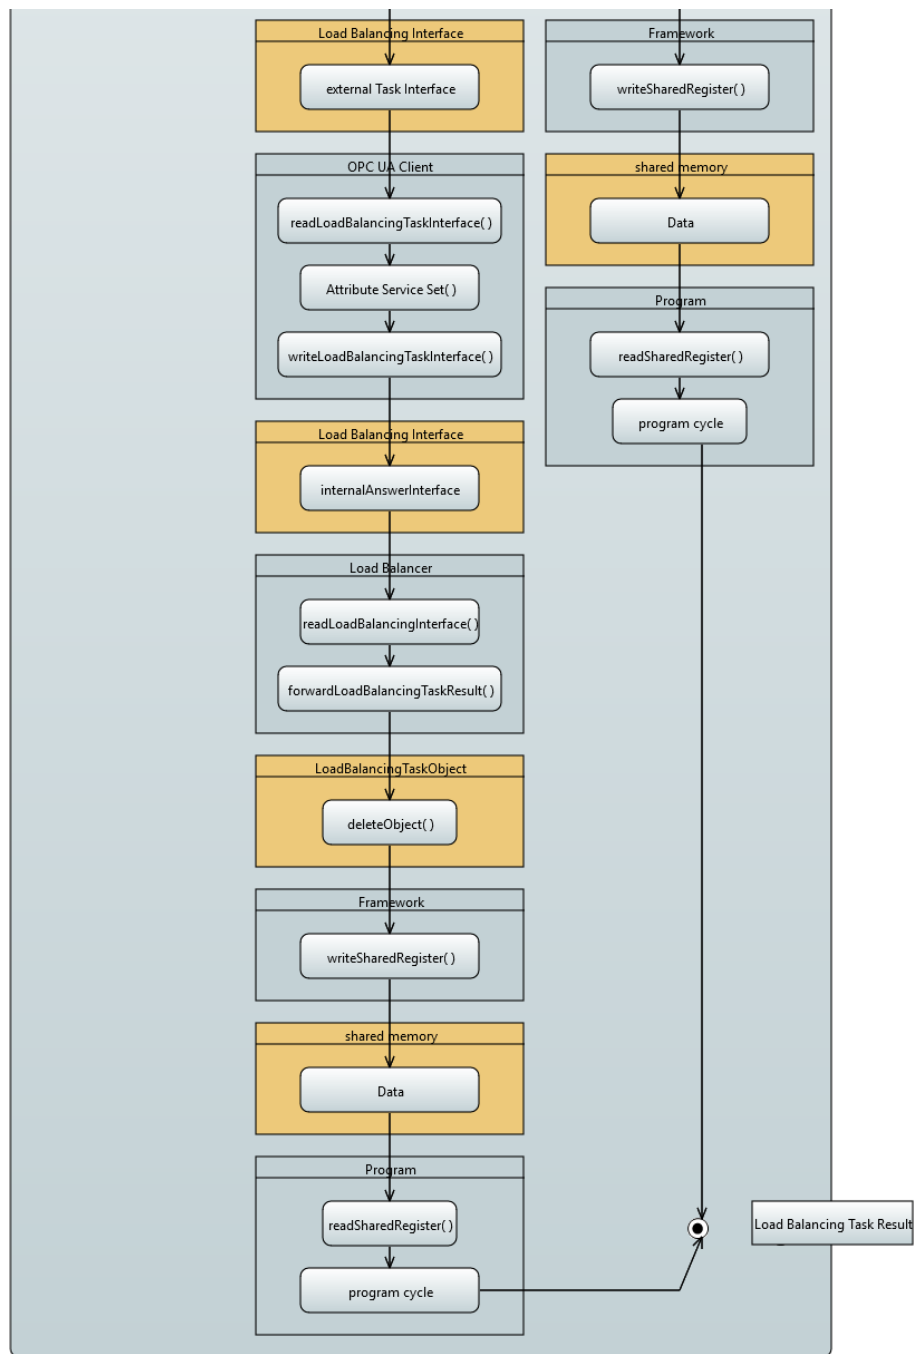 Load Balancing Interface
external Task Interface
OPC UA Client
readLoadBalancingTaskInterface( )
Attribute Service Set( )
writeLoadBalancingTaskInterface( )
Load Balancing Interface
internalAnswerInterface
Load Balancer
readLoadBalancingInterface( )
forwardLoadBalancingTaskResult( )
LoadBalancingTaskObject
deleteObject( )
Framework
writeSharedRegister( )
shared memory
Data
Program
readSharedRegister( )
program cycle
Framework
writeSharedRegister( )
shared memory
Data
Program
readSharedRegister( )
program cycle
Load Balancing Task Result